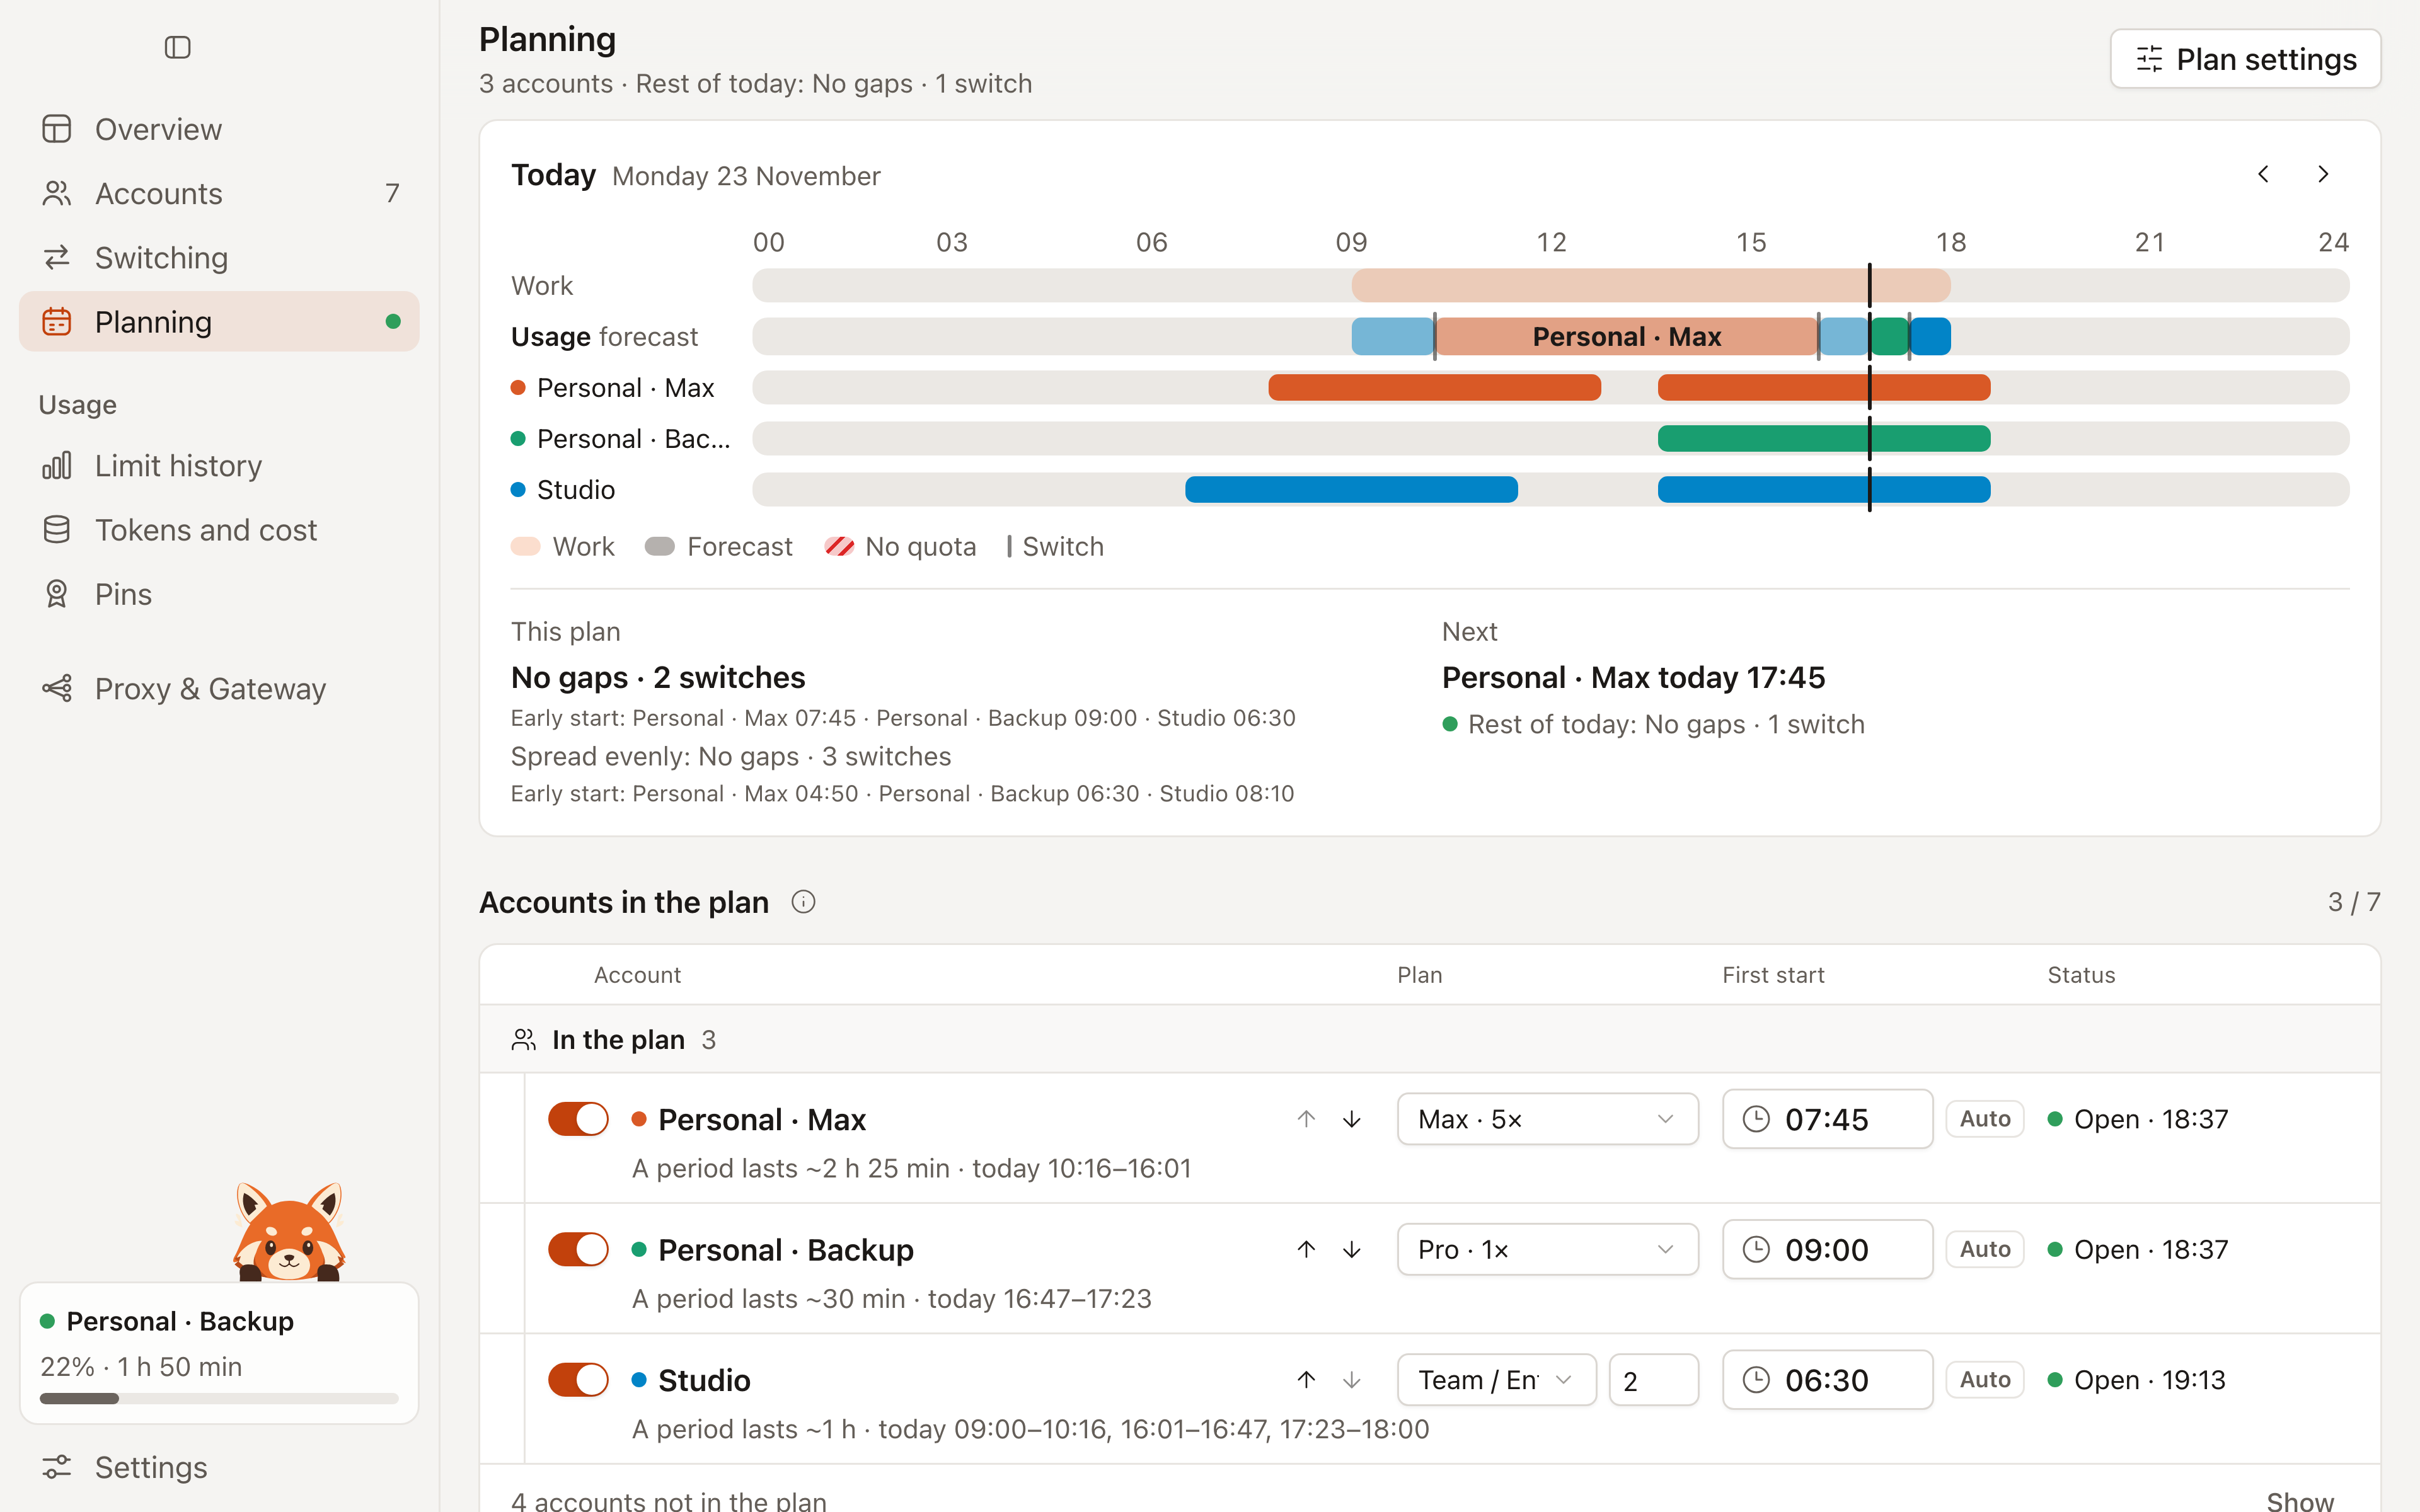 Overview
Accounts 7
Switching
Planning
Usage
Limit history
Tokens and cost
Pins
Proxy & Gateway
Personal · Backup
22% · 1 h 50 min
Settings
Planning
3 accounts · Rest of today: No gaps · 1 switch
Plan settings
Today Monday 23 November
00 03 06 09 12 15 18 21 24
Work
Usage forecast
Personal · Max
Personal · Max
Personal · Bac...
Studio
Work Forecast No quota Switch
This plan
No gaps · 2 switches
Early start: Personal · Max 07:45 · Personal · Backup 09:00 · Studio 06:30
Spread evenly: No gaps · 3 switches
Early start: Personal · Max 04:50 · Personal · Backup 06:30 · Studio 08:10
Next
Personal · Max today 17:45
Rest of today: No gaps · 1 switch
Accounts in the plan 3 / 7
Account Plan First start Status
In the plan 3
Personal · Max Max · 5× 07:45 Auto Open · 18:37
A period lasts ~2 h 25 min · today 10:16–16:01
Personal · Backup Pro · 1× 09:00 Auto Open · 18:37
A period lasts ~30 min · today 16:47–17:23
Studio Team / En 2 06:30 Auto Open · 19:13
A period lasts ~1 h · today 09:00–10:16, 16:01–16:47, 17:23–18:00
4 accounts not in the plan Show